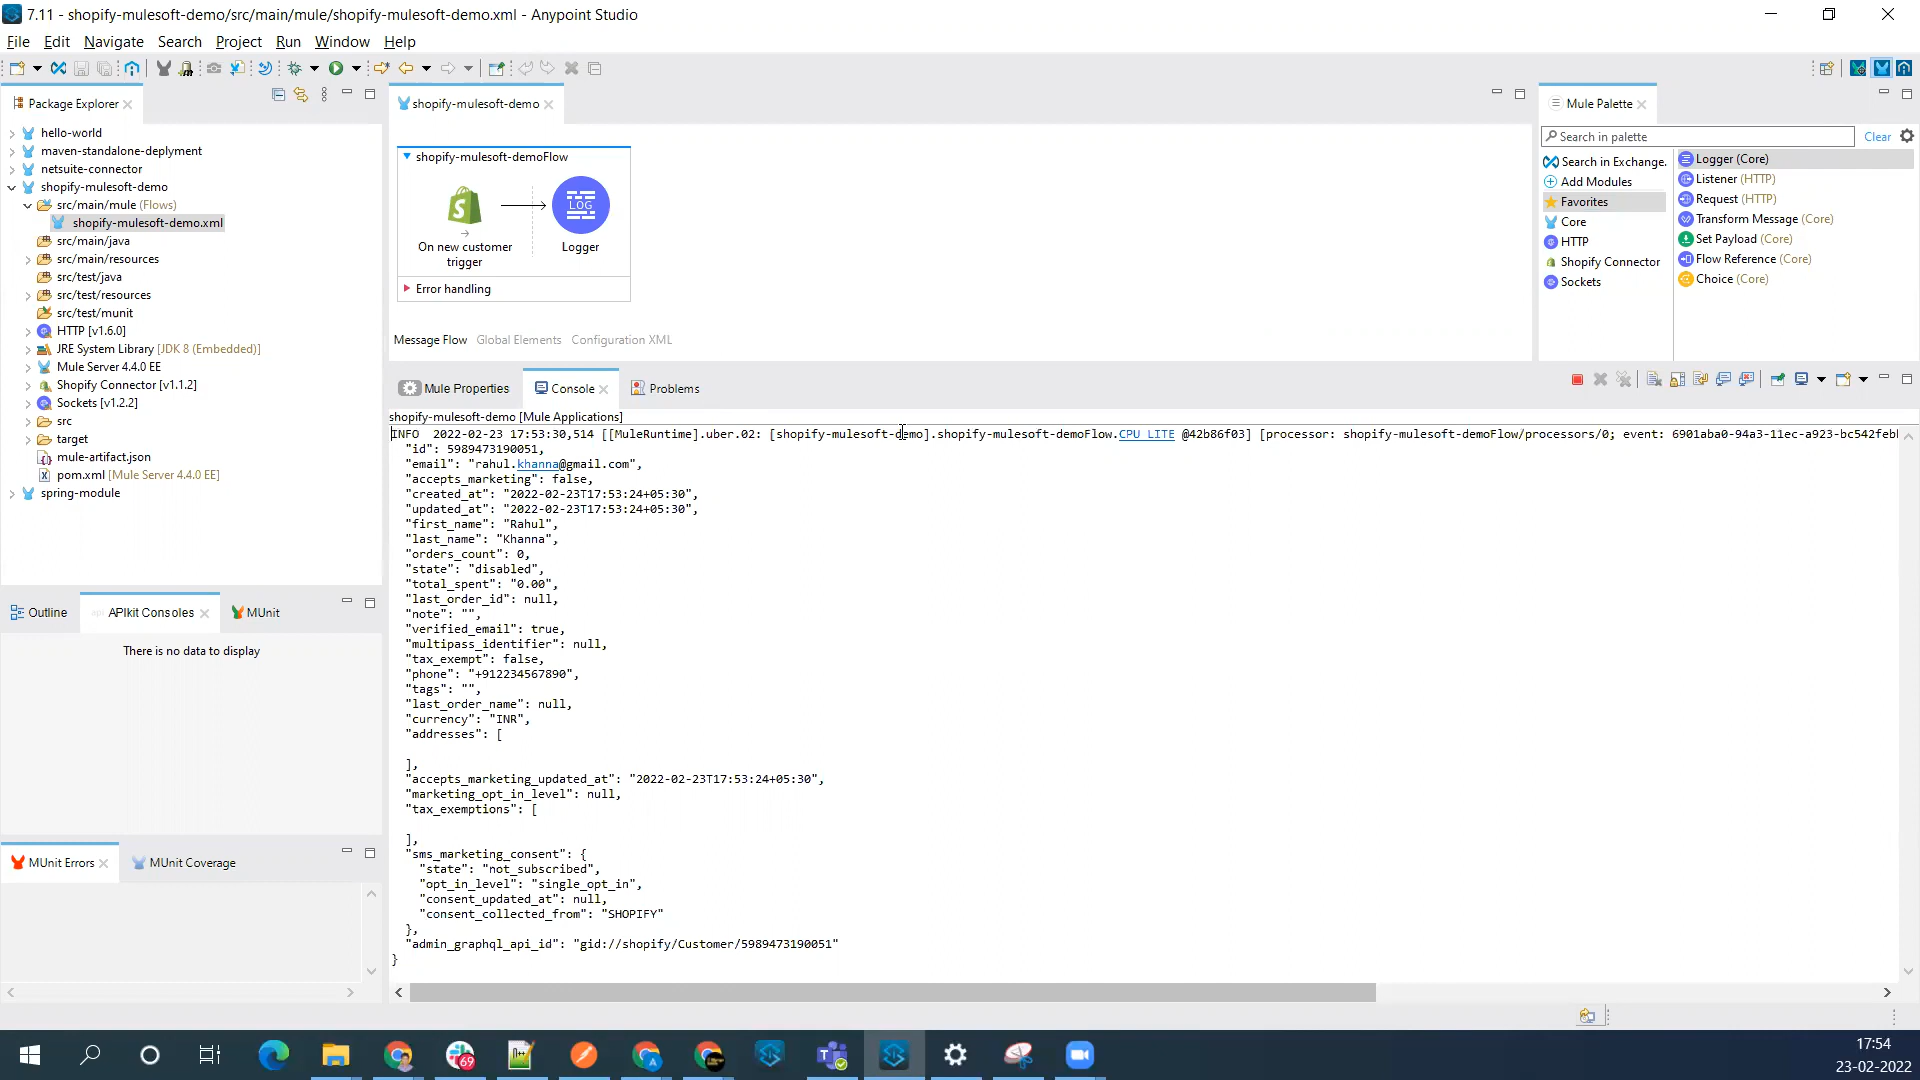 7.11 - shopify-mulesoft-demo/src/main/mule/shopify-mulesoft-demo.xml - Anypoint Studio
File Edit Navigate Search Project Run Window Help
Package Explorer
hello-world
maven-standalone-deplyment
netsuite-connector
shopify-mulesoft-demo
src/main/mule (Flows)
shopify-mulesoft-demo.xml
src/main/java
src/main/resources
src/test/java
src/test/resources
src/test/munit
HTTP [v1.6.0]
JRE System Library [JDK 8 (Embedded)]
Mule Server 4.4.0 EE
Shopify Connector [v1.1.2]
Sockets [v1.2.2]
src
target
mule-artifact.json
pom.xml [Mule Server 4.4.0 EE]
spring-module
Outline APIkit Consoles MUnit
There is no data to display
MUnit Errors MUnit Coverage
shopify-mulesoft-demo
shopify-mulesoft-demoFlow
LOG
On new customer
trigger
Logger
Error handling
Message Flow Global Elements Configuration XML
Mule Palette
Search in palette
Clear
Search in Exchange.
Add Modules
Favorites
Core
HTTP
Shopify Connector
Sockets
Logger (Core)
Listener (HTTP)
Request (HTTP)
Transform Message (Core)
Set Payload (Core)
Flow Reference (Core)
Choice (Core)
Mule Properties Console Problems
shopify-mulesoft-demo [Mule Applications]
INFO 2022-02-23 17:53:30,514 [[MuleRuntime].uber.02: [shopify-mulesoft-demo].shopify-mulesoft-demoFlow.CPU_LITE @42b86f03] [processor: shopify-mulesoft-demoFlow/processors/0; event: 6901aba0-94a3-11ec-a923-bc542feb
"id": 5989473190051,
"email": "rahul.khanna@gmail.com",
"accepts_marketing": false,
"created_at": "2022-02-23T17:53:24+05:30",
"updated_at": "2022-02-23T17:53:24+05:30",
"first_name": "Rahul",
"last_name": "Khanna",
"orders_count": 0,
"state": "disabled",
"total_spent": "0.00",
"last_order_id": null,
"note": "",
"verified_email": true,
"multipass_identifier": null,
"tax_exempt": false,
"phone": "+912234567890",
"tags": "",
"last_order_name": null,
"currency": "INR",
"addresses": [
],
"accepts_marketing_updated_at": "2022-02-23T17:53:24+05:30",
"marketing_opt_in_level": null,
"tax_exemptions": [
],
"sms_marketing_consent": {
"state": "not_subscribed",
"opt_in_level": "single_opt_in",
"consent_updated_at": null,
"consent_collected_from": "SHOPIFY"
},
"admin_graphql_api_id": "gid://shopify/Customer/5989473190051"
}
69
17:54
23-02-2022